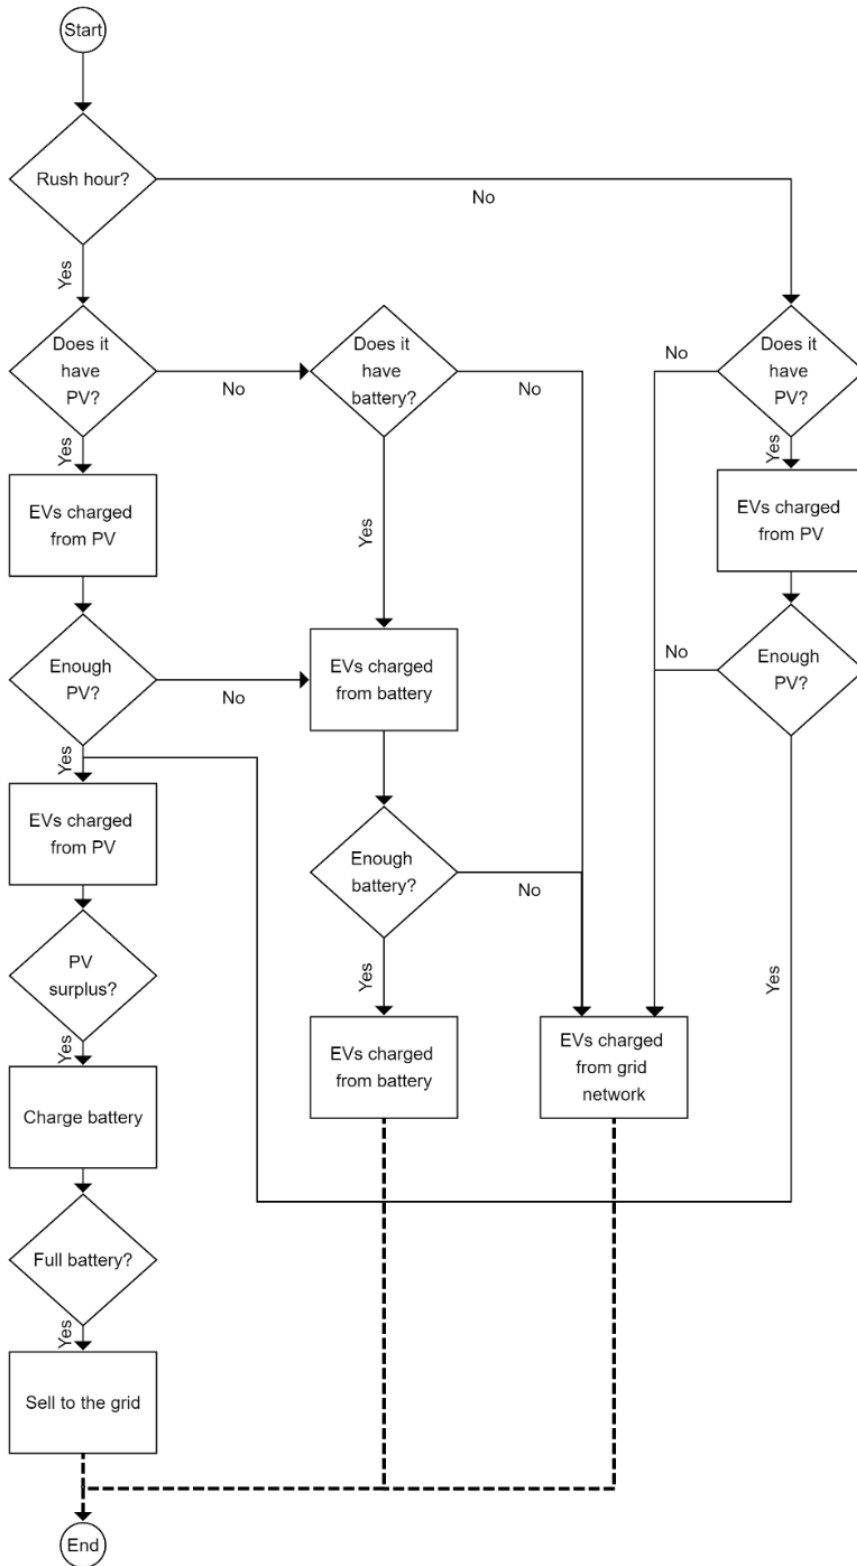 Start
Rush hour?
No
Yes
Does it
have
PV?
No
Does it
have
battery?
No
No
Does it
have
PV?
Yes
Yes
EVs charged
from PV
Yes
EVs charged
from PV
Enough
PV?
No
EVs charged
from battery
No
Enough
PV?
Yes
EVs charged
from PV
Enough
battery?
No
PV
surplus?
Yes
Yes
Yes
EVs charged
from battery
EVs charged
from grid
network
Charge battery
Full battery?
Yes
Sell to the grid
End